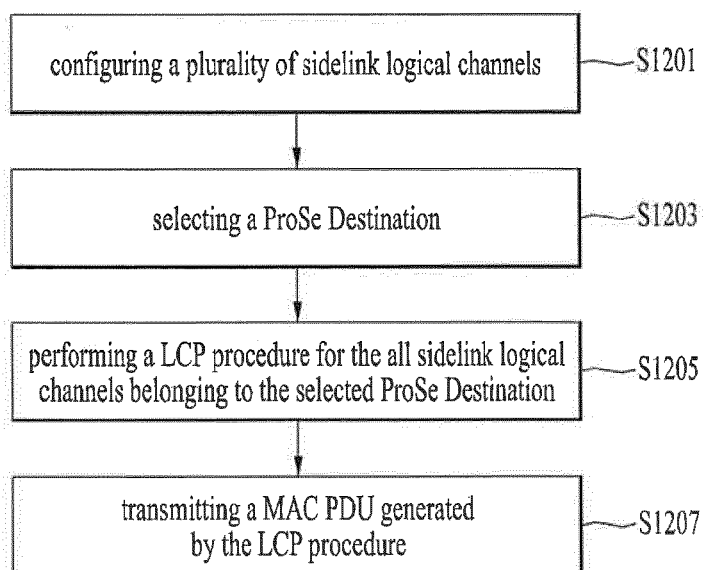 configuring a plurality of sidelink logical channels
S1201
selecting a ProSe Destination
S1203
performing a LCP procedure for the all sidelink logical
channels belonging to the selected ProSe Destination
S1205
transmitting a MAC PDU generated
by the LCP procedure
S1207